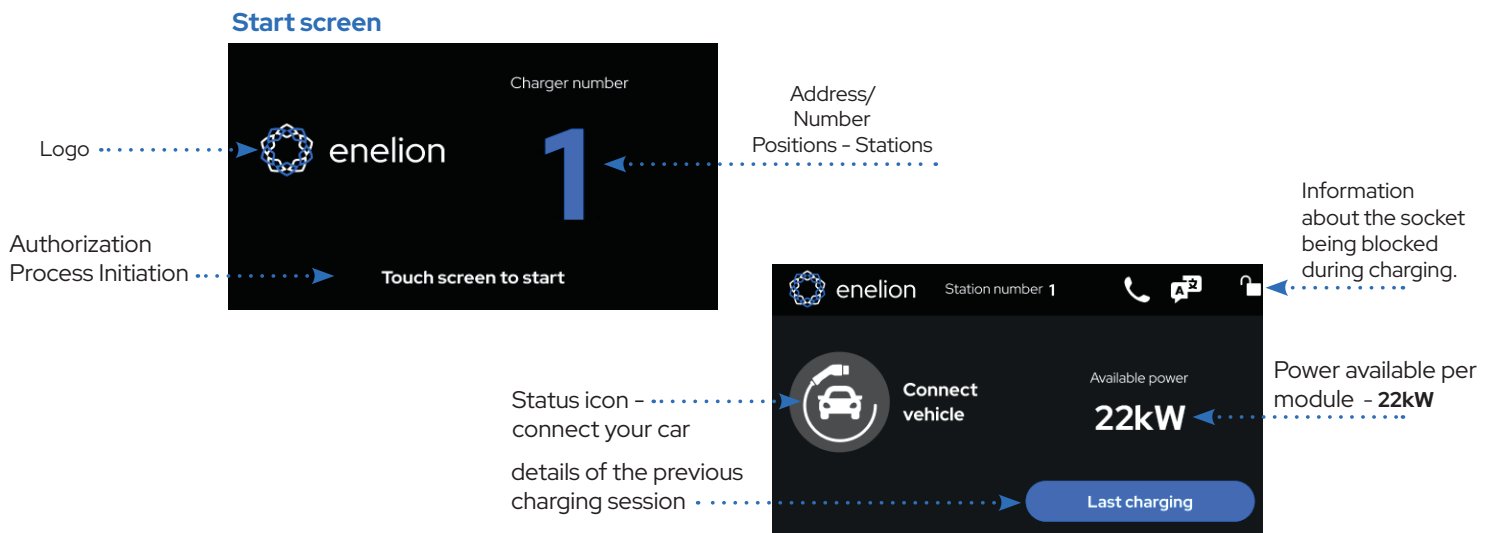 Start screen
Charger number
Logo
enelion
1
Address/
Number
Positions - Stations
Authorization
Process Initiation
Touch screen to start
Information
about the socket
being blocked
during charging.
enelion
Station number 1
A
Status icon -
connect your car
Connect
vehicle
Available power
22kW
Power available per
module - 22kW
details of the previous
charging session
Last charging